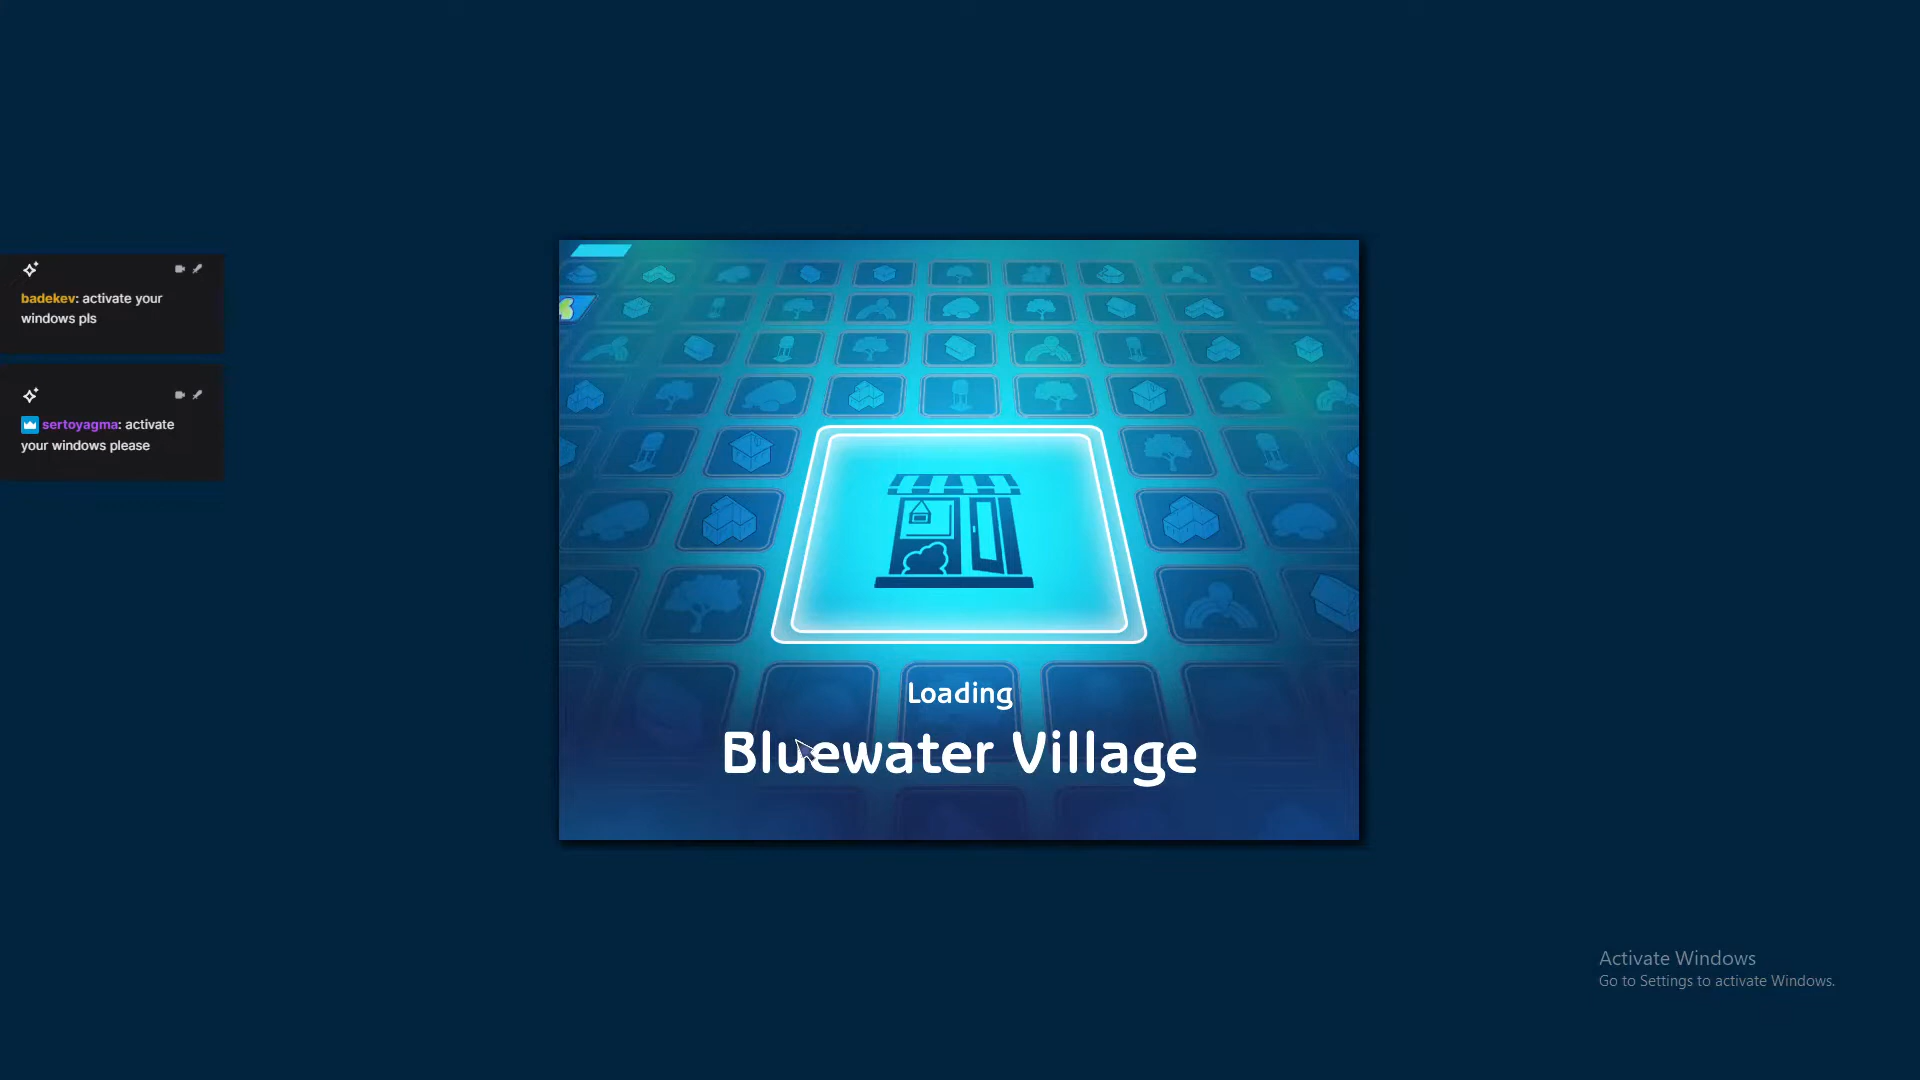 badekev: activate your
windows pls
sertoyagma: activate
your windows please
Loading
Bluewater Village
Activate Windows
Go to Settings to activate Windows.